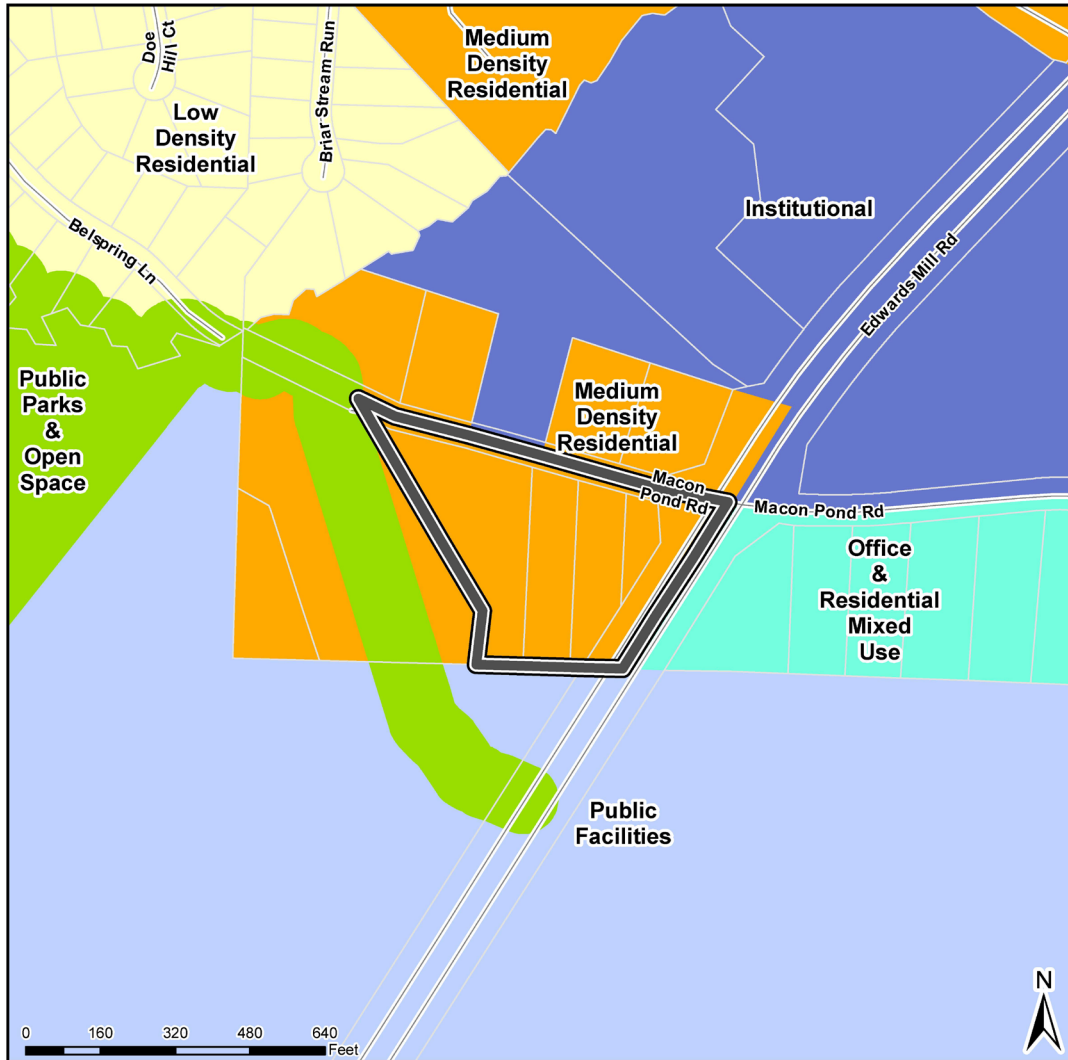 Medium
Density
Residential
Doe
Hill Ct
Briar Stream Run
Low
Density
Residential
Institutional
Belspring Ln
Edwards Mill Rd
Public
Parks
&
Open
Space
Medium
Density
Residential
Macon
Pond Rd
Macon Pond Rd
Office
&
Residential
Mixed
Use
Public
Facilities
N
0 160 320 480 640
Feet